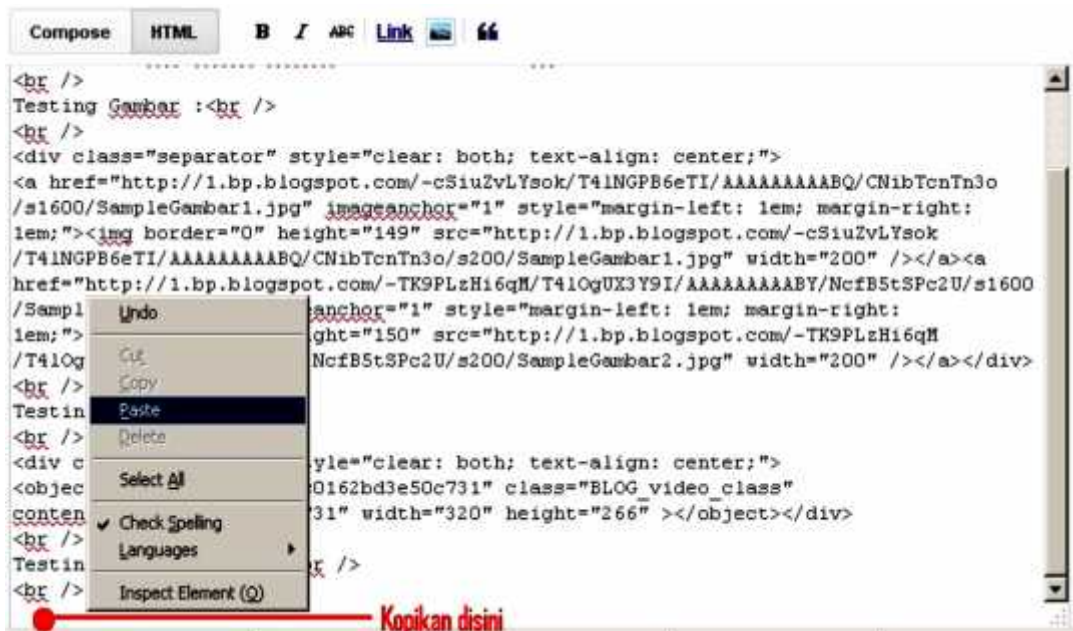 Compose HTML B I ABC Link
<br />
Testing Gambar :<br />
<br />
<div class="separator" style="clear: both; text-align: center;">
<a href="http://1.bp.blogspot.com/-cSiuZvLYsok/T41NGPB6eTI/AAAAAAAAABQ/CNibTcnTn3o
/s1600/SampleGambar1.jpg" imageanchor="1" style="margin-left: 1em; margin-right:
1em;"><img border="0" height="149" src="http://1.bp.blogspot.com/-cSiuZvLYsok
/T41NGPB6eTI/AAAAAAAAABQ/CNibTcnTn3o/s200/SampleGambar1.jpg" width="200" /></a><a
href="http://1.bp.blogspot.com/-TK9PLzHi6qM/T41OgUX3Y9I/AAAAAAAAABY/NcfB5tSPc2U/s1600
/Sampl anchor="1" style="margin-left: 1em; margin-right:
1em;"> ght="150" src="http://1.bp.blogspot.com/-TK9PLzHi6qM
/T41Og NcfB5tSPc2U/s200/SampleGambar2.jpg" width="200" /></a></div>
<br />
Testin
<br />
<div c yle="clear: both; text-align: center;">
<objec 0162bd3e50c731" class="BLOG_video_class"
conten 31" width="320" height="266" ></object></div>
<br />
Testin r />
<br />
Undo
Cut
Copy
Paste
Delete
Select All
Check Spelling
Languages
Inspect Element (Q)
Kopikan disini